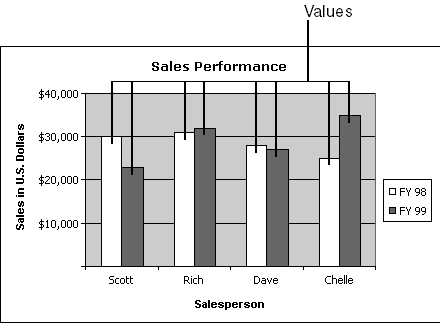 Values
Sales Performance
Sales in U.S. Dollars
$40,000
$30,000
$20,000
$10,000
FY 98
FY 99
Scott Rich Dave Chelle
Salesperson